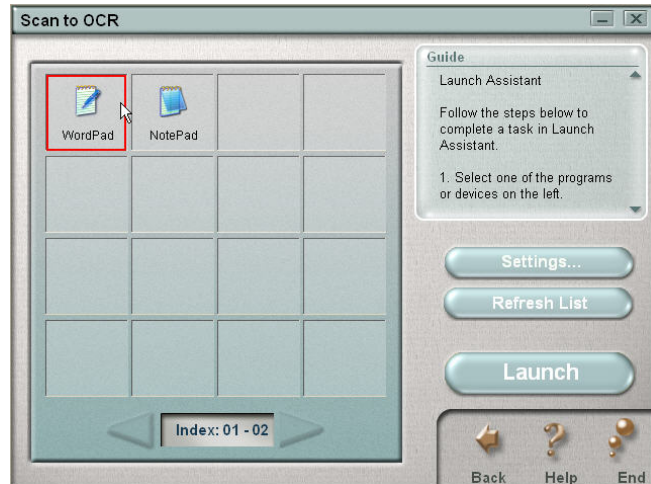 Scan to OCR
WordPad
NotePad
Index: 01 - 02
Guide
Launch Assistant
Follow the steps below to
complete a task in Launch
Assistant.
1. Select one of the programs
or devices on the left.
Settings...
Refresh List
Launch
Back
Help
End